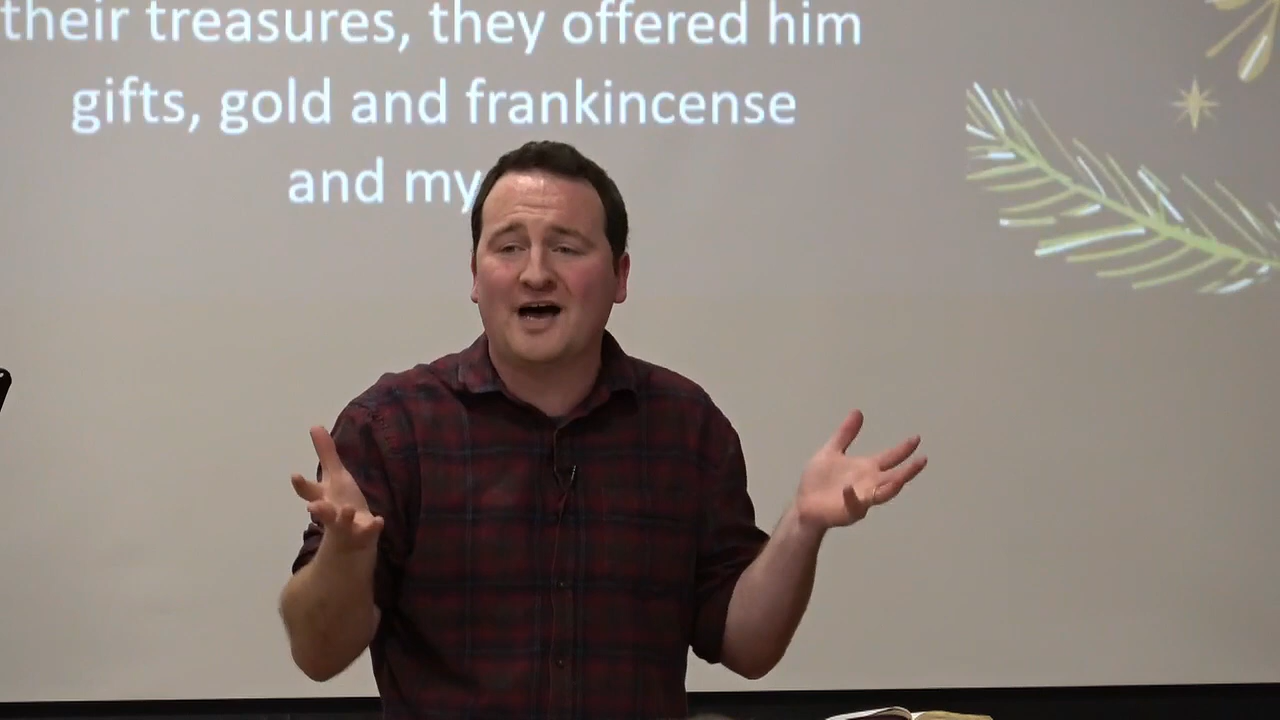 their treasures, they offered him
gifts, gold and frankincense
and my